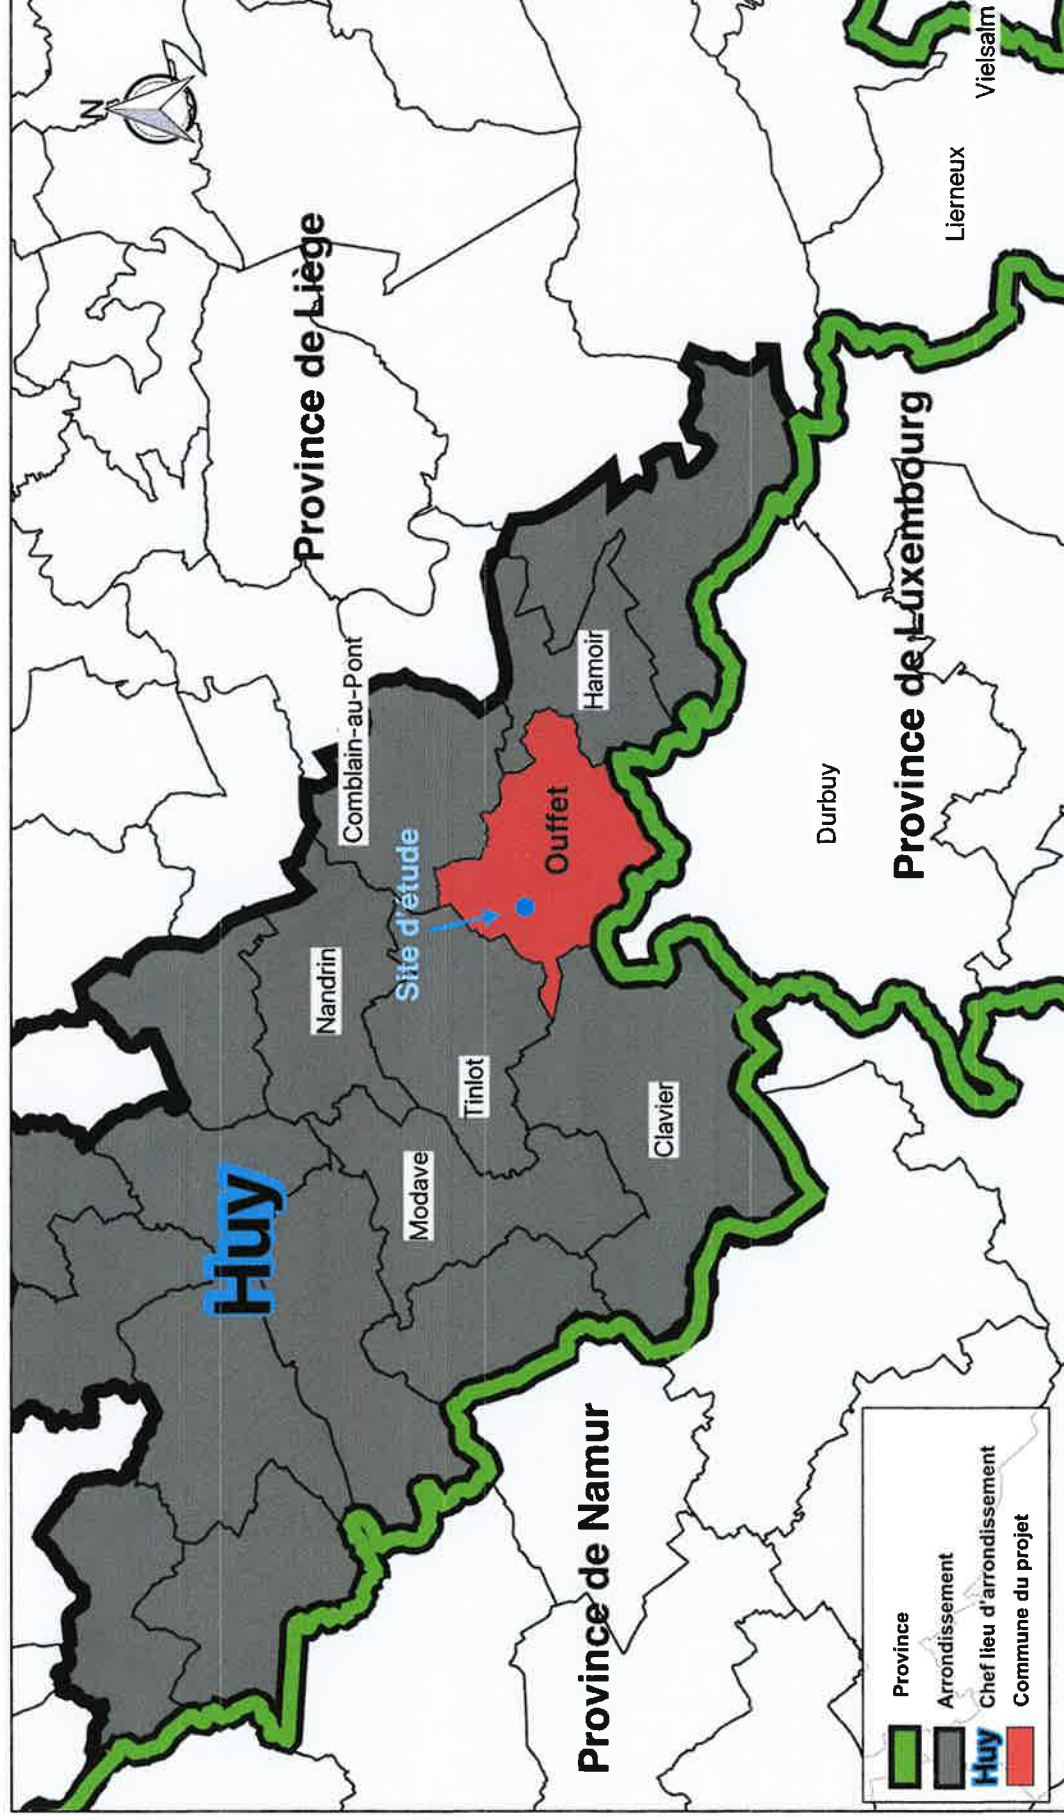 N
Province de Liège
Comblain-au-Pont
Nandrin
Huy
Site d'étude
Modave
Tinlot
Ouffet
Hamoir
Clavier
Durbuy
Province de Luxembourg
Lierneux
Vielsalm
Province de Namur
Province
Arrondissement
Huy Chef lieu d'arrondissement
Commune du projet